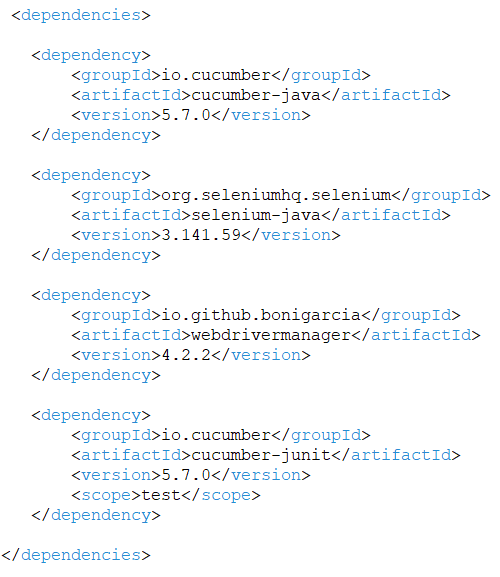 <dependencies>
<dependency>
<groupId>io.cucumber</groupId>
<artifactId>cucumber-java</artifactId>
<version>5.7.0</version>
</dependency>
<dependency>
<groupId>org.seleniumhq.selenium</groupId>
<artifactId>selenium-java</artifactId>
<version>3.141.59</version>
</dependency>
<dependency>
<groupId>io.github.bonigarcia</groupId>
<artifactId>webdrivermanager</artifactId>
<version>4.2.2</version>
</dependency>
<dependency>
<groupId>io.cucumber</groupId>
<artifactId>cucumber-junit</artifactId>
<version>5.7.0</version>
<scope>test</scope>
</dependency>
</dependencies>